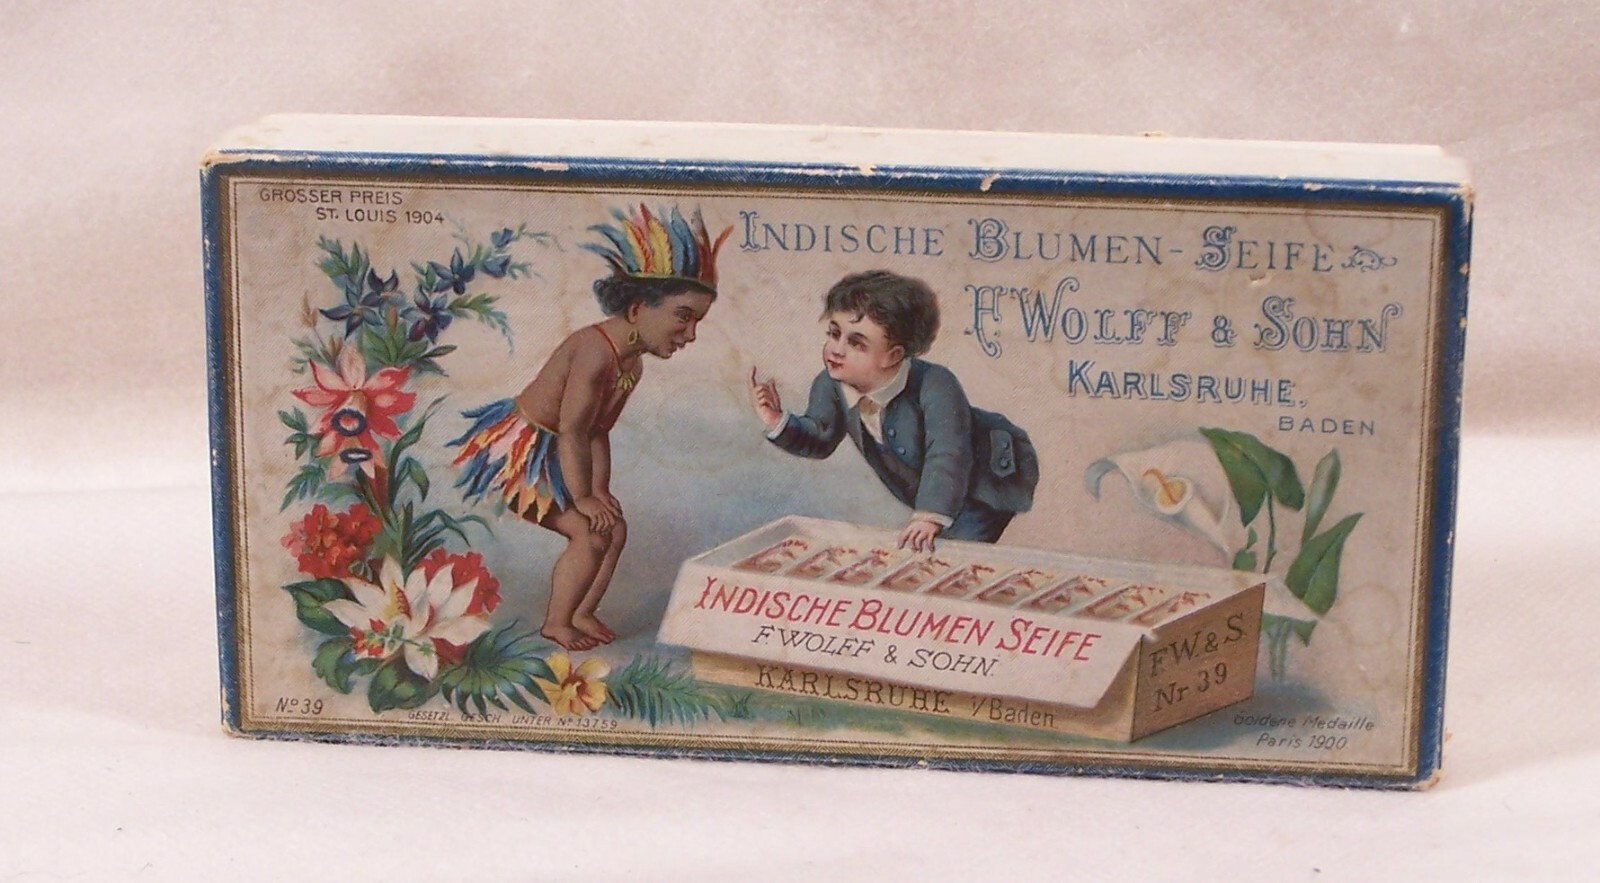 GROSSER PREIS
ST. LOUIS 1904
INDISCHE BLUMEN-SEIFE
F. WOLFF & SOHN
KARLSRUHE,
BADEN
INDISCHE BLUMEN SEIFE
F. WOLFF & SOHN.
KARLSRUHE i/Baden
F.W. & S.
Nr 39
No 39
GESETZL. GESCH. UNTER No 13759
Goldene Medaille
Paris 1900